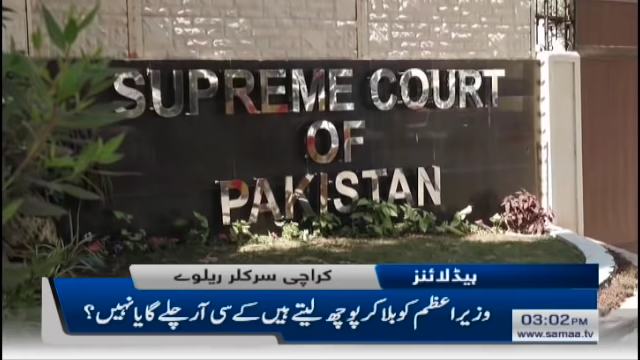 SUPREME COURT
OF
PAKISTAN
ہیڈلائنز
کراچی سرکلر ریلوے
وزیراعظم کو بلا کر پوچھ لیتے ہیں کے سی آر چلے گا یا نہیں؟
03:02PM
www.samaa.tv